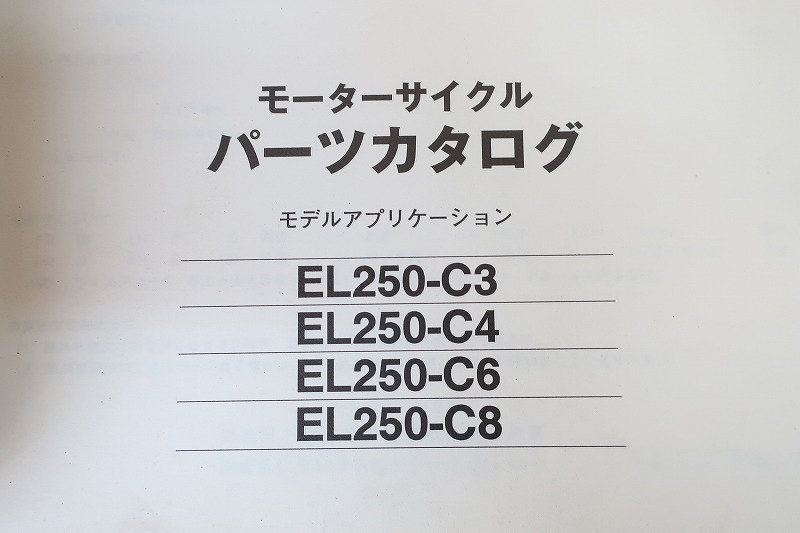 モーターサイクル
パーツカタログ
モデルアプリケーション
EL250-C3
EL250-C4
EL250-C6
EL250-C8